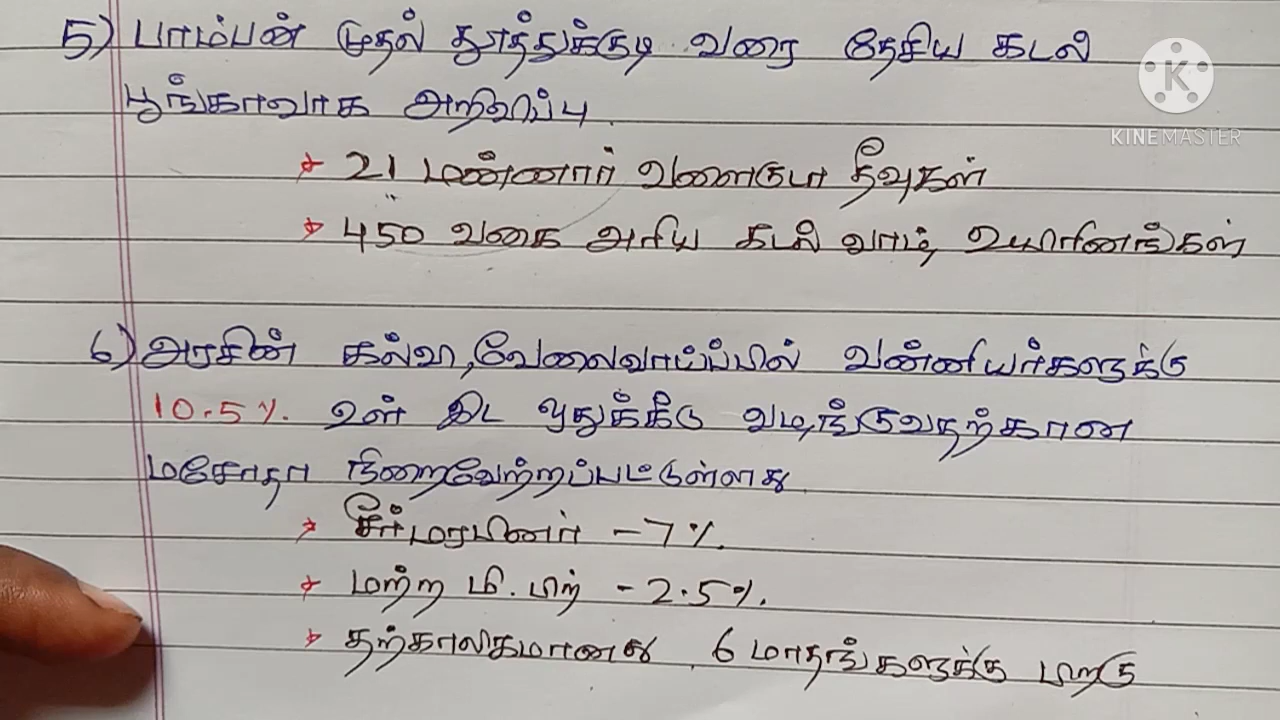 5) பாம்பன் முதல் தூத்துக்குடி வரை தேசிய கடல்
பூங்காவாக அறிவிப்பு.
* 21 மன்னார் வளைகுடா தீவுகள்
* 450 வகை அரிய கடல் வாழ் உயிரினங்கள்
6) அரசின் கல்வி, வேலைவாய்ப்பில் வன்னியர்களுக்கு
10.5%. உள் இட ஒதுக்கீடு வழங்குவதற்கான
மசோதா நிறைவேற்றப்பட்டுள்ளது
* சீர்மரபினர் - 7%.
* மற்ற மி.பிற் - 2.5%.
* தற்காலிகமானது 6 மாதங்களுக்கு பிறகு
KINEMASTER